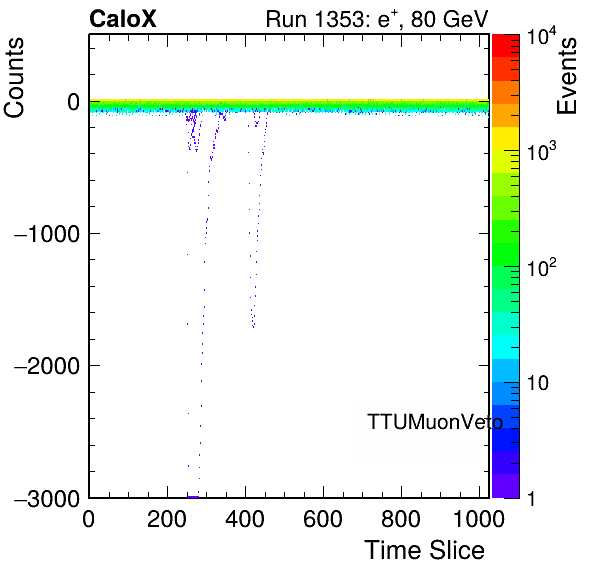 CaloX Run 1353: e⁺, 80 GeV
Counts
Events
0
−1000
−2000
−3000
10⁴
10³
10²
10
1
TTUMuonVeto
0 200 400 600 800 1000
Time Slice